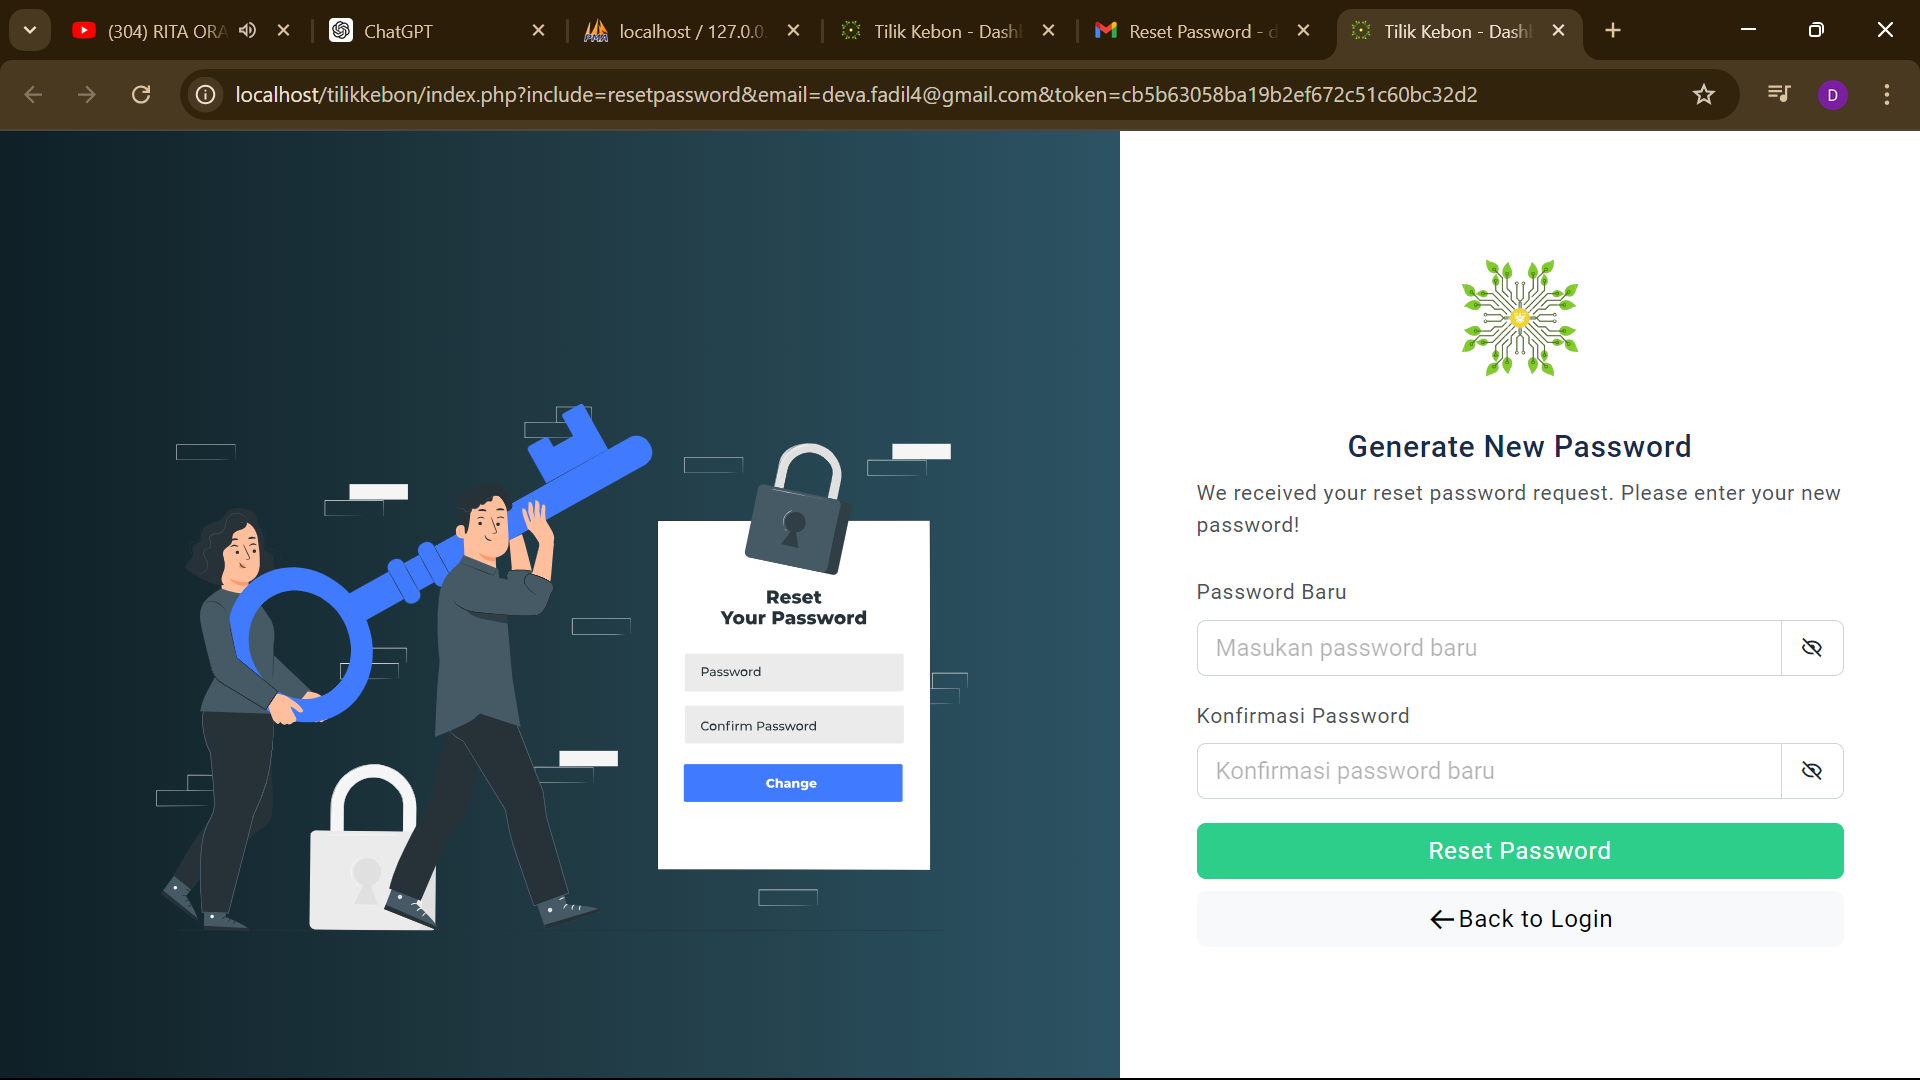 (304) RITA ORA
ChatGPT
localhost / 127.0.0.
Tilik Kebon - Dash
Reset Password - d
Tilik Kebon - Dash
localhost/tilikkebon/index.php?include=resetpassword&email=deva.fadil4@gmail.com&token=cb5b63058ba19b2ef672c51c60bc32d2
D
Reset
Your Password
Password
Confirm Password
Change
Generate New Password
We received your reset password request. Please enter your new
password!
Password Baru
Masukan password baru
Konfirmasi Password
Konfirmasi password baru
Reset Password
Back to Login